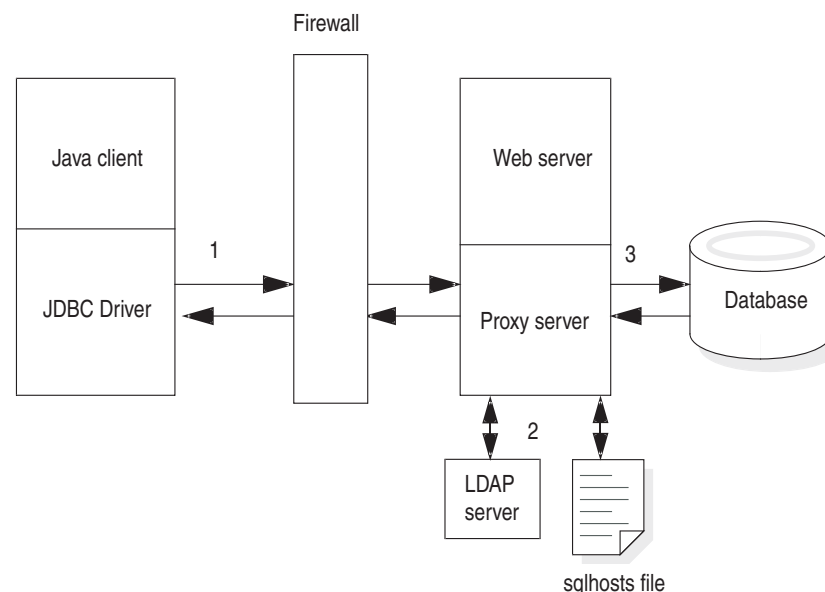 Firewall
Java client
Web server
1
3
JDBC Driver
Proxy server
Database
2
LDAP
server
sqlhosts file